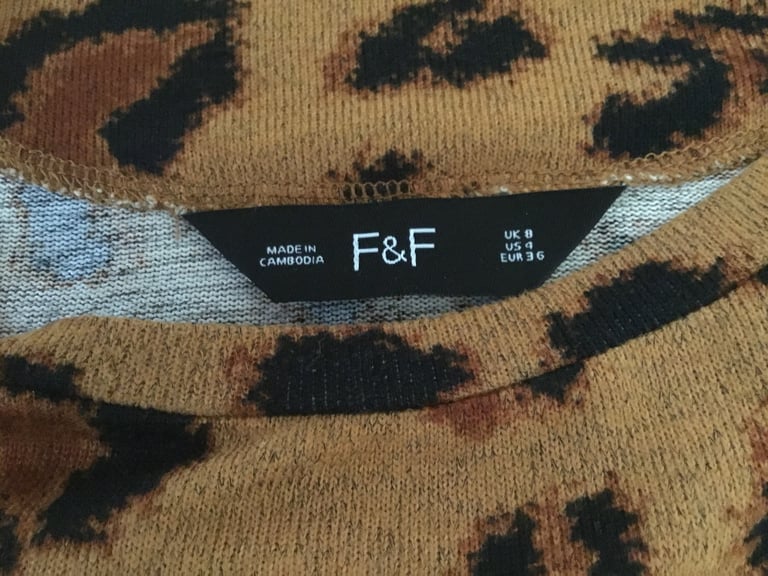 MADE IN
CAMBODIA
F&F
UK 8
US 4
EUR 36